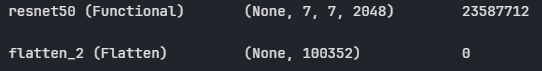 resnet50 (Functional) (None, 7, 7, 2048) 23587712
flatten_2 (Flatten) (None, 100352) 0